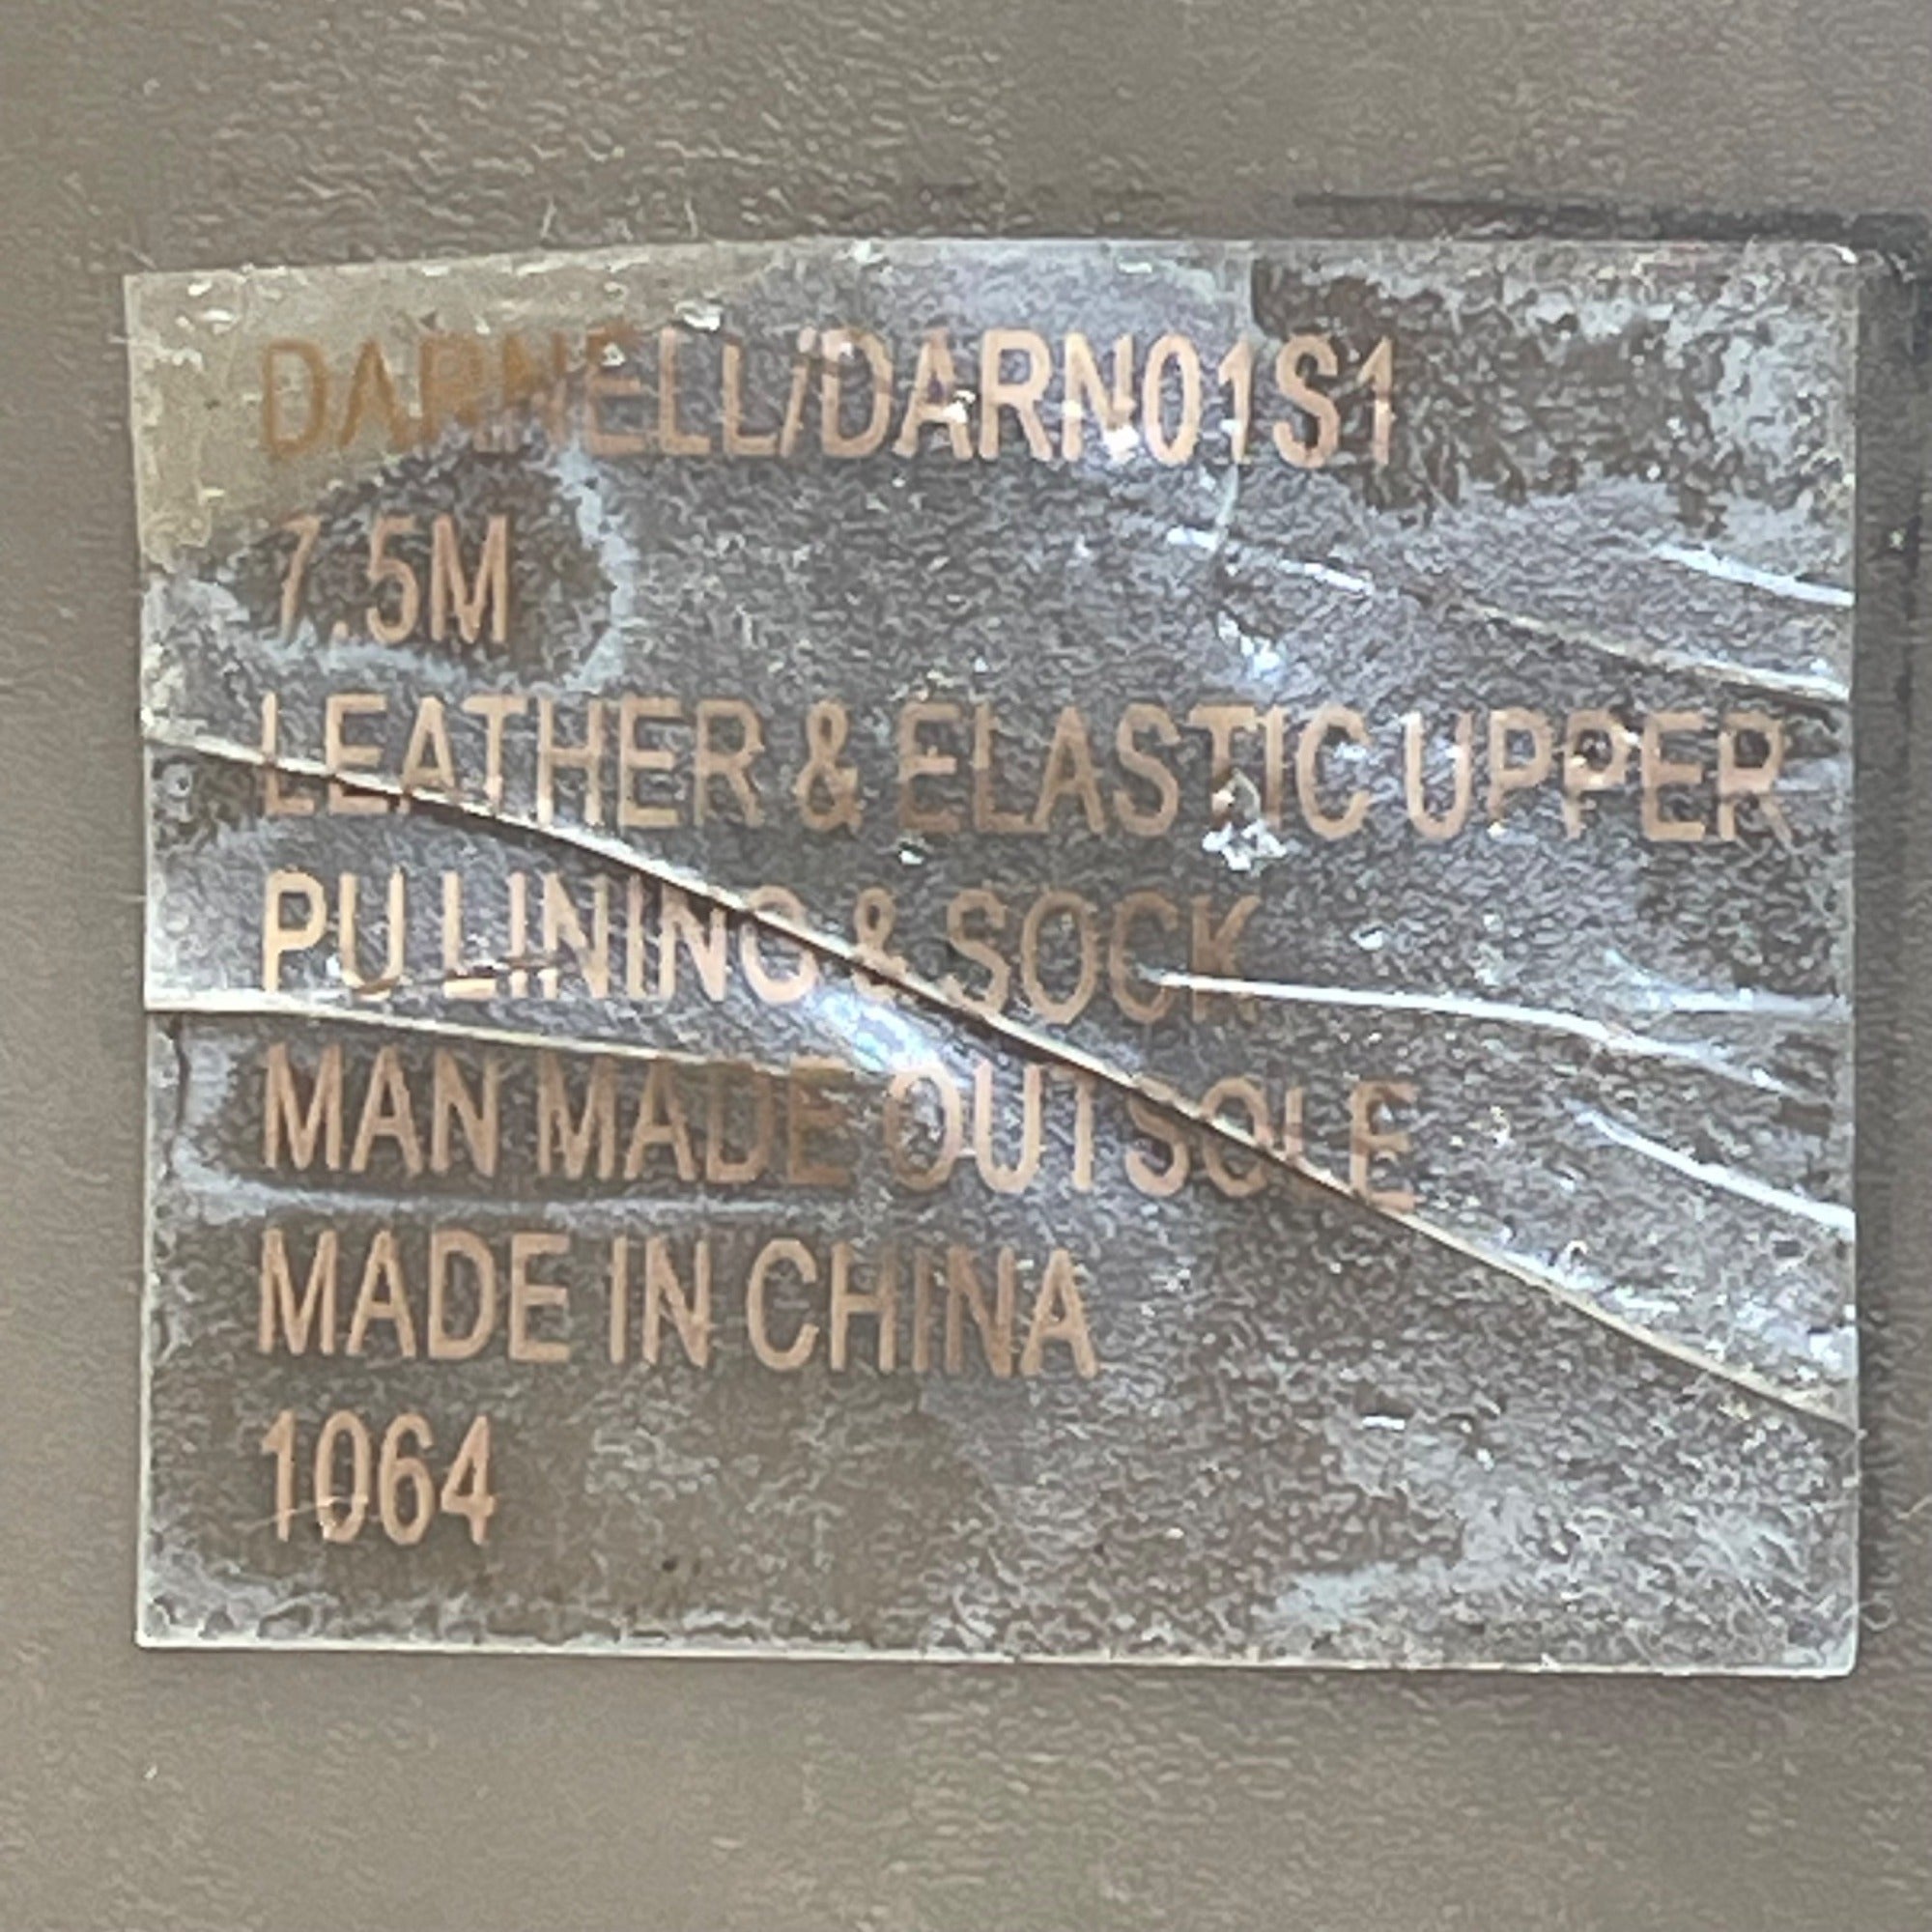 DARNELL/DARN01S1
7.5M
LEATHER & ELASTIC UPPER
PU LINING & SOCK
MAN MADE OUTSOLE
MADE IN CHINA
1064